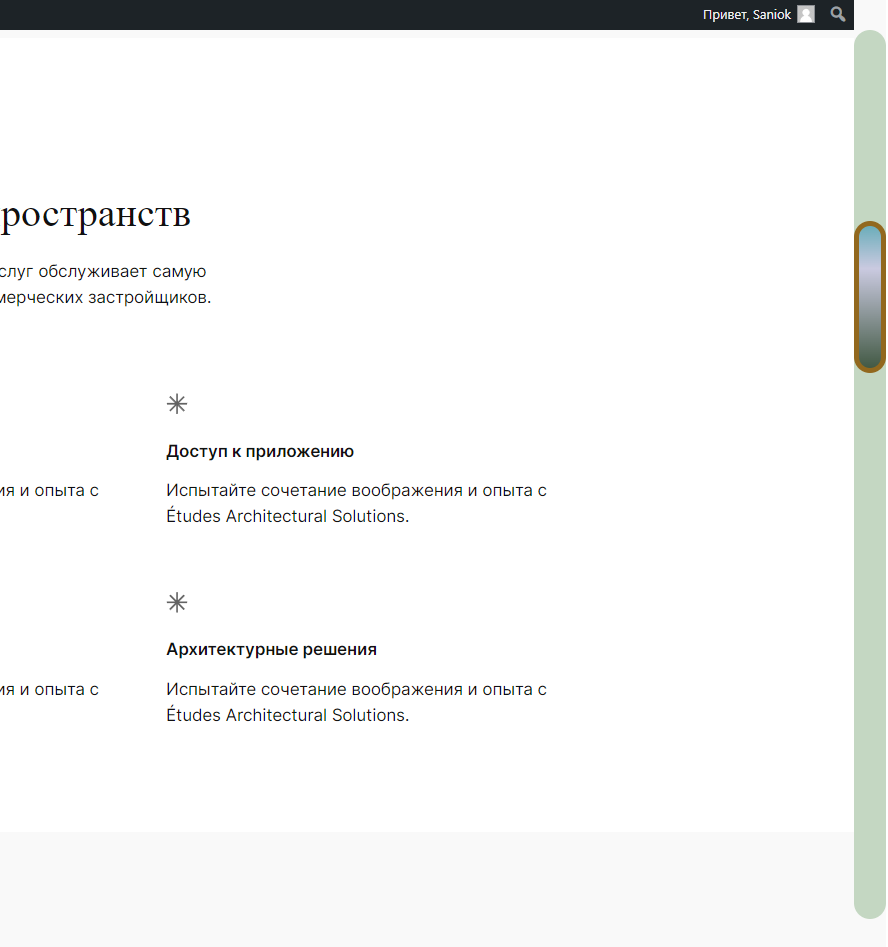 Привет, Saniok
ространств
слуг обслуживает самую
мерческих застройщиков.
Доступ к приложению
ия и опыта с
Испытайте сочетание воображения и опыта с
Études Architectural Solutions.
Архитектурные решения
ия и опыта с
Испытайте сочетание воображения и опыта с
Études Architectural Solutions.